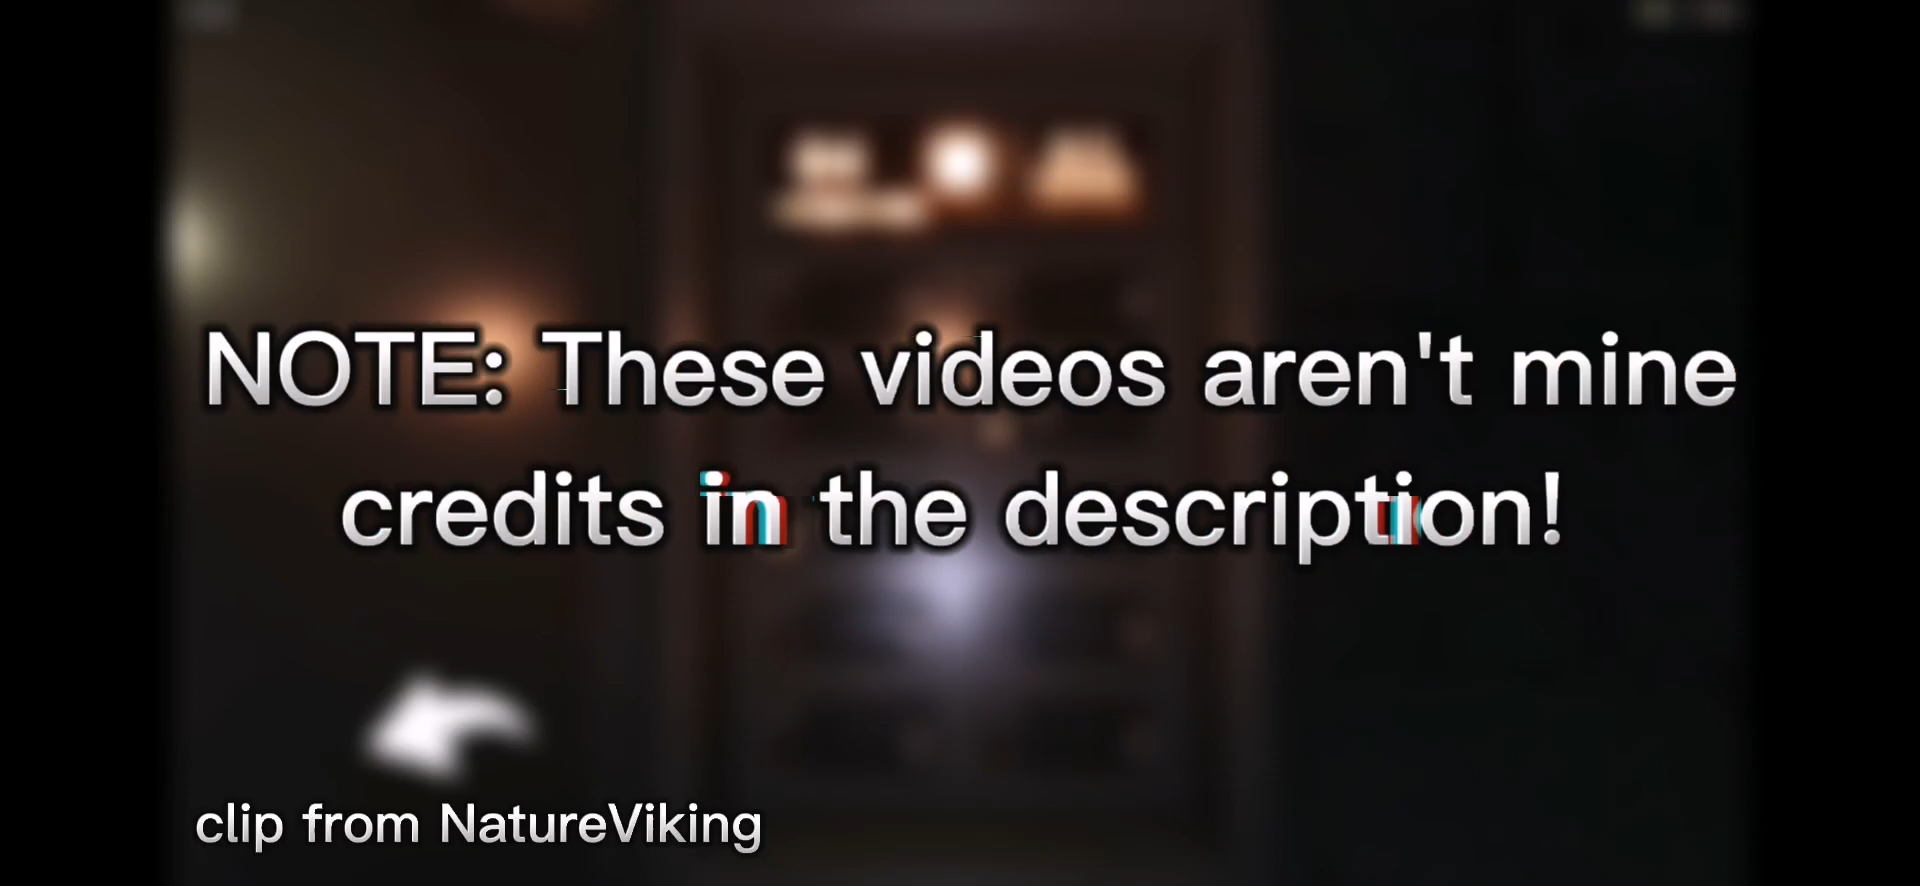 NOTE: These videos aren't mine
credits in the description!
clip from NatureViking